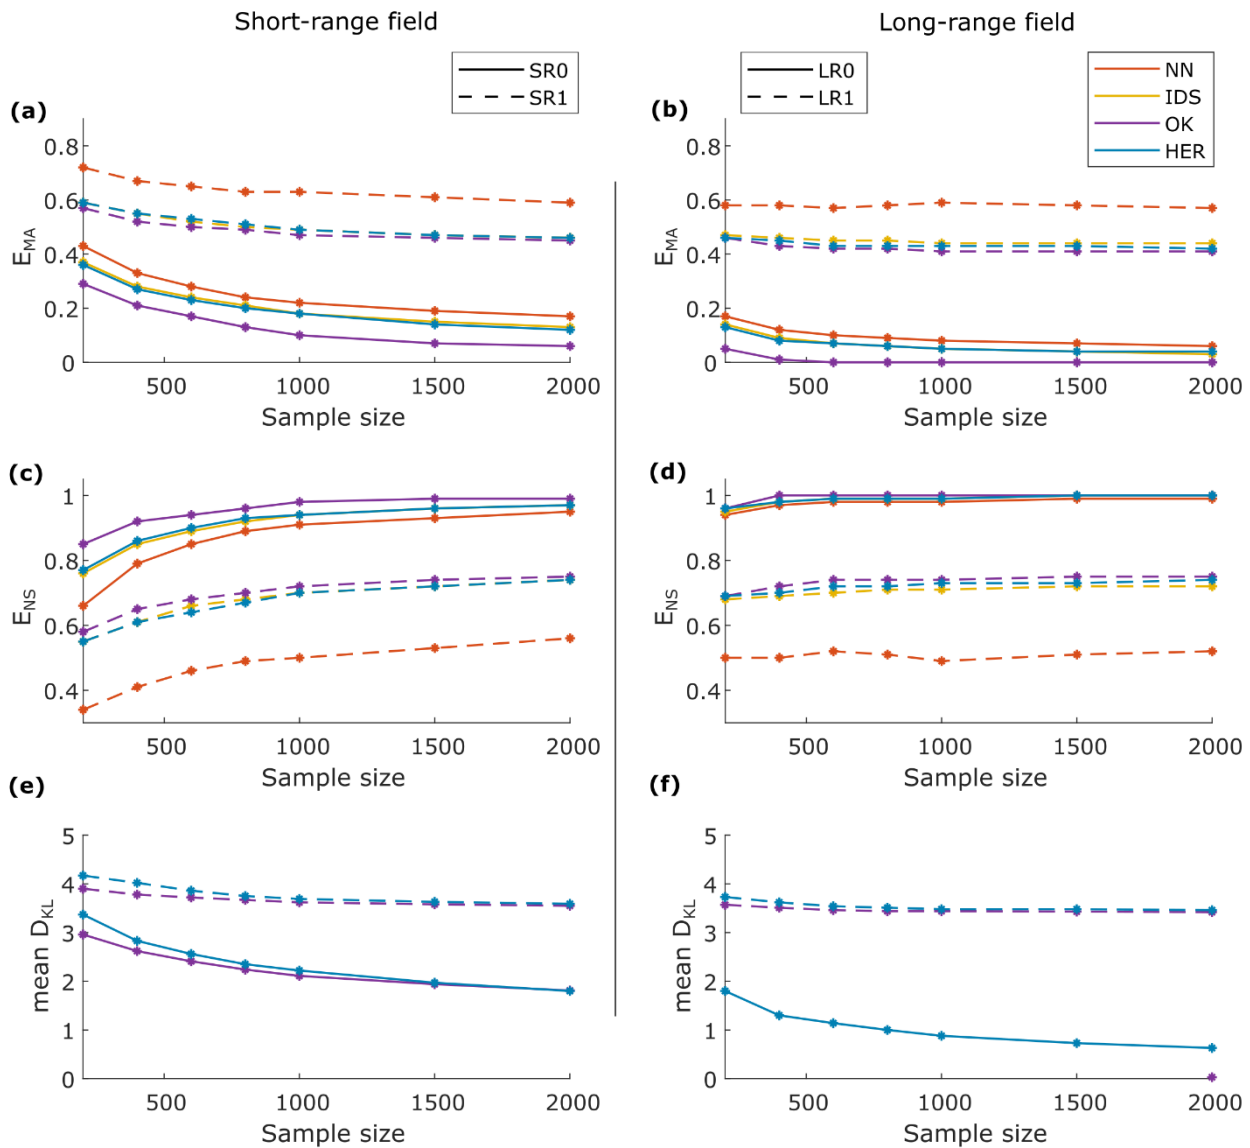 Short-range field
Long-range field
SR0
SR1
LR0
LR1
NN
IDS
OK
HER
(a)
0.8
0.6
0.4
0.2
0
E_MA
500 1000 1500 2000
Sample size
(b)
0.8
0.6
0.4
0.2
0
E_MA
500 1000 1500 2000
Sample size
(c)
1
0.8
0.6
0.4
E_NS
500 1000 1500 2000
Sample size
(d)
1
0.8
0.6
0.4
E_NS
500 1000 1500 2000
Sample size
(e)
5
4
3
2
1
0
mean D_KL
500 1000 1500 2000
Sample size
(f)
5
4
3
2
1
0
mean D_KL
500 1000 1500 2000
Sample size